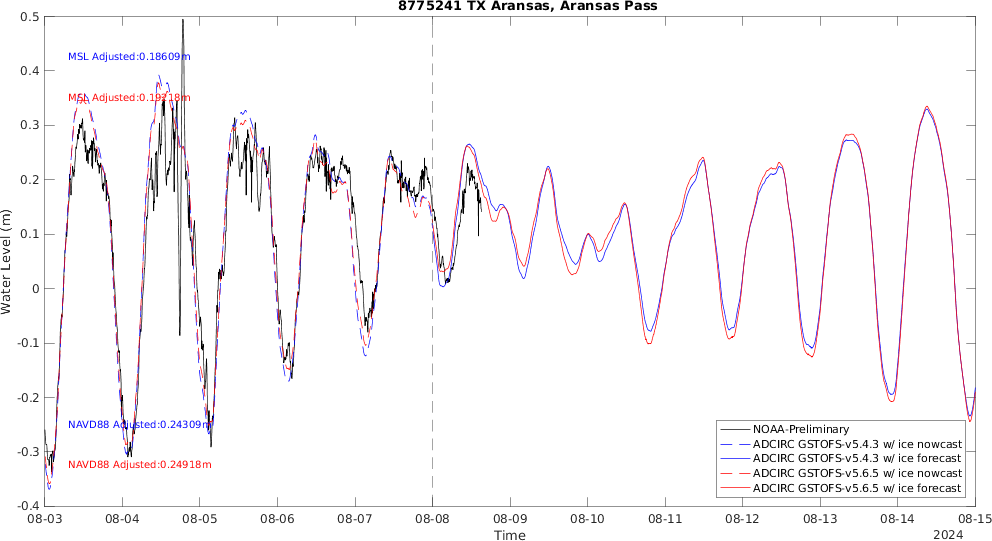 8775241 TX Aransas, Aransas Pass
0.5
0.4
0.3
0.2
0.1
0
-0.1
-0.2
-0.3
-0.4
Water Level (m)
MSL Adjusted:0.18609m
MSL Adjusted:0.19218m
NAVD88 Adjusted:0.24309m
NAVD88 Adjusted:0.24918m
NOAA-Preliminary
ADCIRC GSTOFS-v5.4.3 w/ ice nowcast
ADCIRC GSTOFS-v5.4.3 w/ ice forecast
ADCIRC GSTOFS-v5.6.5 w/ ice nowcast
ADCIRC GSTOFS-v5.6.5 w/ ice forecast
08-03 08-04 08-05 08-06 08-07 08-08 08-09 08-10 08-11 08-12 08-13 08-14 08-15
Time
2024